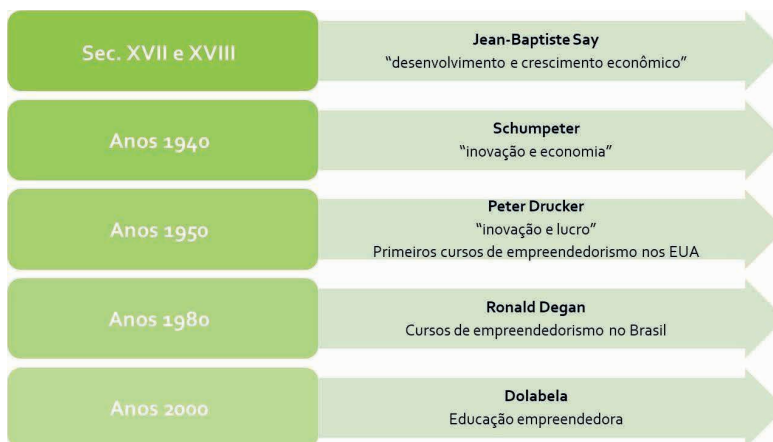 Sec. XVII e XVIII
Jean-Baptiste Say
“desenvolvimento e crescimento econômico”
Anos 1940
Schumpeter
“inovação e economia”
Anos 1950
Peter Drucker
“inovação e lucro”
Primeiros cursos de empreendedorismo nos EUA
Anos 1980
Ronald Degan
Cursos de empreendedorismo no Brasil
Anos 2000
Dolabela
Educação empreendedora